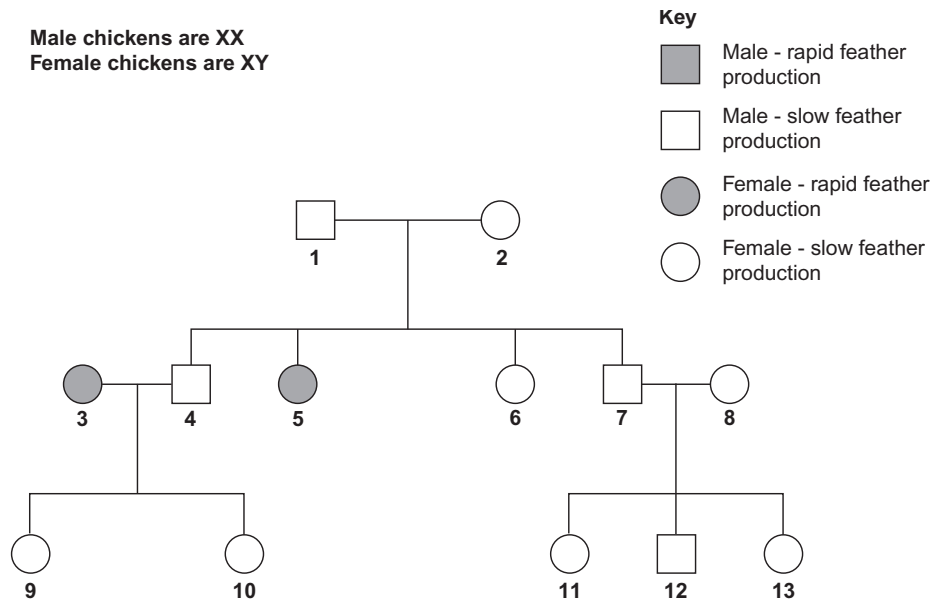 Male chickens are XX
Female chickens are XY
Key
Male - rapid feather
production
Male - slow feather
production
Female - rapid feather
production
Female - slow feather
production
1
2
3
4
5
6
7
8
9
10
11
12
13